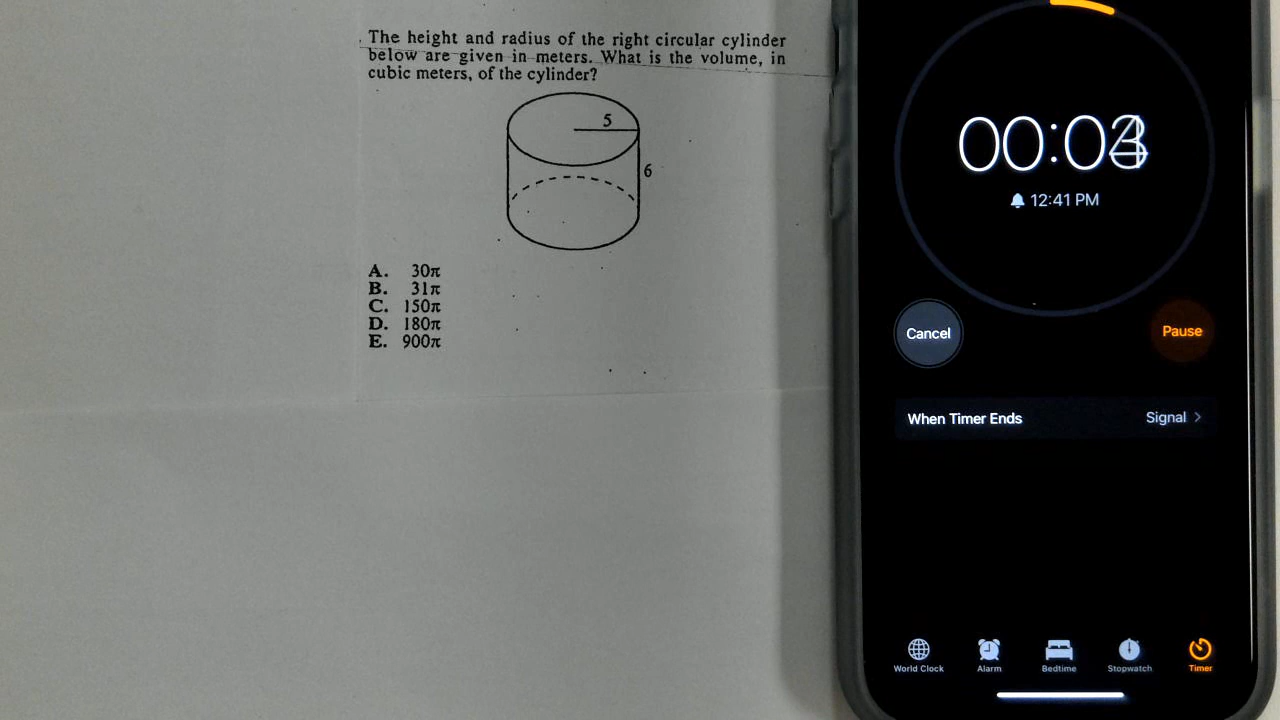 The height and radius of the right circular cylinder
below are given in meters. What is the volume, in
cubic meters, of the cylinder?
5
6
A. 30π
B. 31π
C. 150π
D. 180π
E. 900π
12:41 PM
Cancel
Pause
When Timer Ends
Signal >
World Clock
Alarm
Bedtime
Stopwatch
Timer